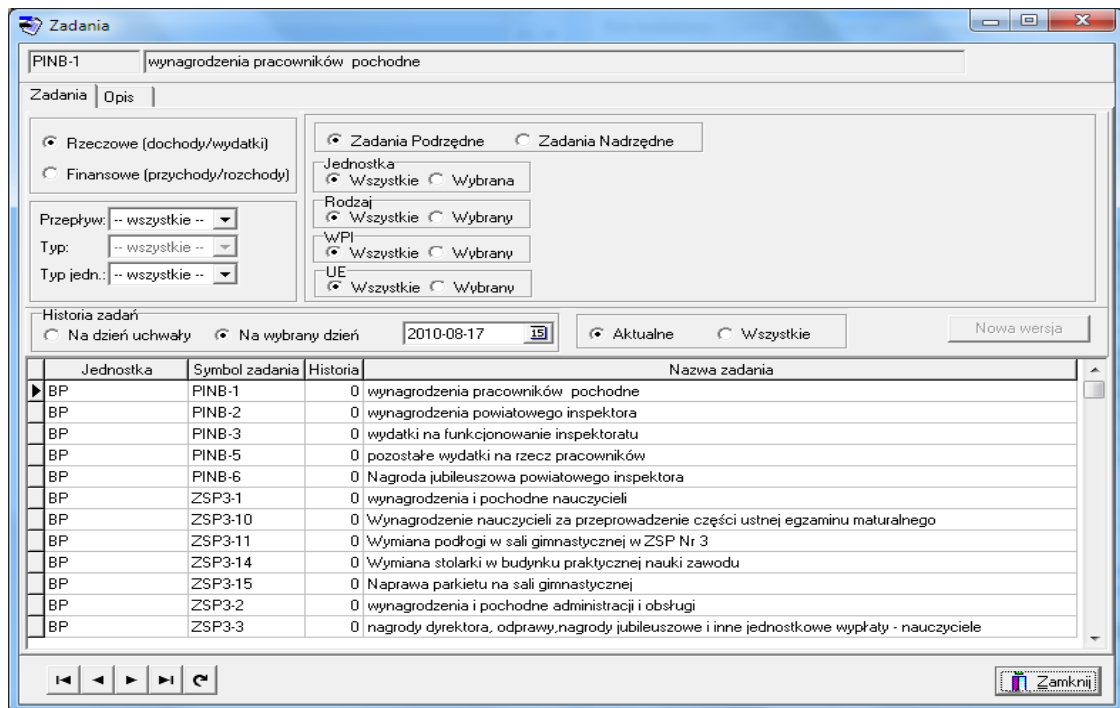 Zadania
PINB-1 wynagrodzenia pracowników pochodne
Zadania Opis
Rzeczowe (dochody/wydatki)
Finansowe (przychody/rozchody)
Przepływ: -- wszystkie --
Typ: -- wszystkie --
Typ jedn.: -- wszystkie --
Zadania Podrzędne Zadania Nadrzędne
Jednostka
Wszystkie Wybrana
Rodzaj
Wszystkie Wybrany
WPI
Wszystkie Wybrany
UE
Wszystkie Wybrany
Historia zadań
Na dzień uchwały Na wybrany dzień 2010-08-17 15 Aktualne Wszystkie Nowa wersja
Jednostka Symbol zadania Historia Nazwa zadania
BP PINB-1 0 wynagrodzenia pracowników pochodne
BP PINB-2 0 wynagrodzenia powiatowego inspektora
BP PINB-3 0 wydatki na funkcjonowanie inspektoratu
BP PINB-5 0 pozostałe wydatki na rzecz pracowników
BP PINB-6 0 Nagroda jubileuszowa powiatowego inspektora
BP ZSP3-1 0 wynagrodzenia i pochodne nauczycieli
BP ZSP3-10 0 Wynagrodzenie nauczycieli za przeprowadzenie części ustnej egzaminu maturalnego
BP ZSP3-11 0 Wymiana podłogi w sali gimnastycznej w ZSP Nr 3
BP ZSP3-14 0 Wymiana stolarki w budynku praktycznej nauki zawodu
BP ZSP3-15 0 Naprawa parkietu na sali gimnastycznej
BP ZSP3-2 0 wynagrodzenia i pochodne administracji i obsługi
BP ZSP3-3 0 nagrody dyrektora, odprawy,nagrody jubileuszowe i inne jednostkowe wypłaty - nauczyciele
Zamknij